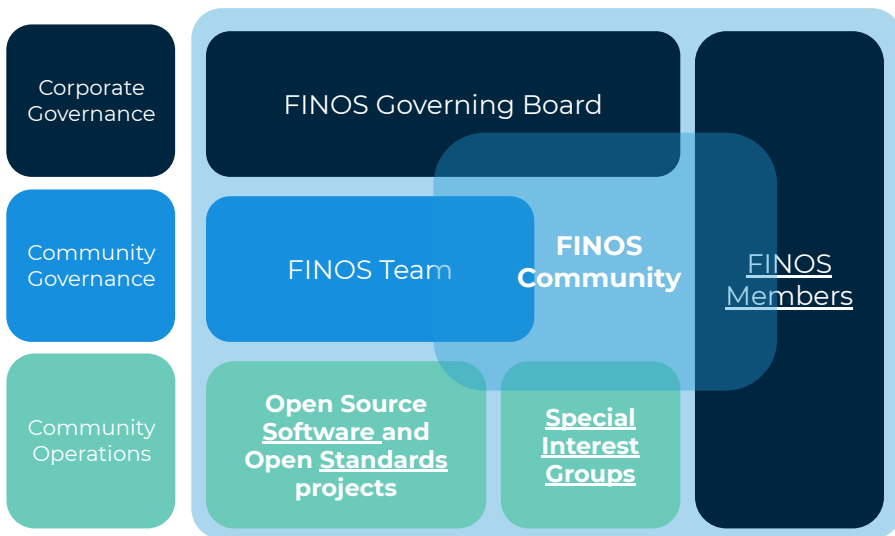 Corporate
Governance
FINOS Governing Board
Community
Governance
FINOS Team
FINOS
Community
FINOS
Members
Community
Operations
Open Source
Software and
Open Standards
projects
Special
Interest
Groups